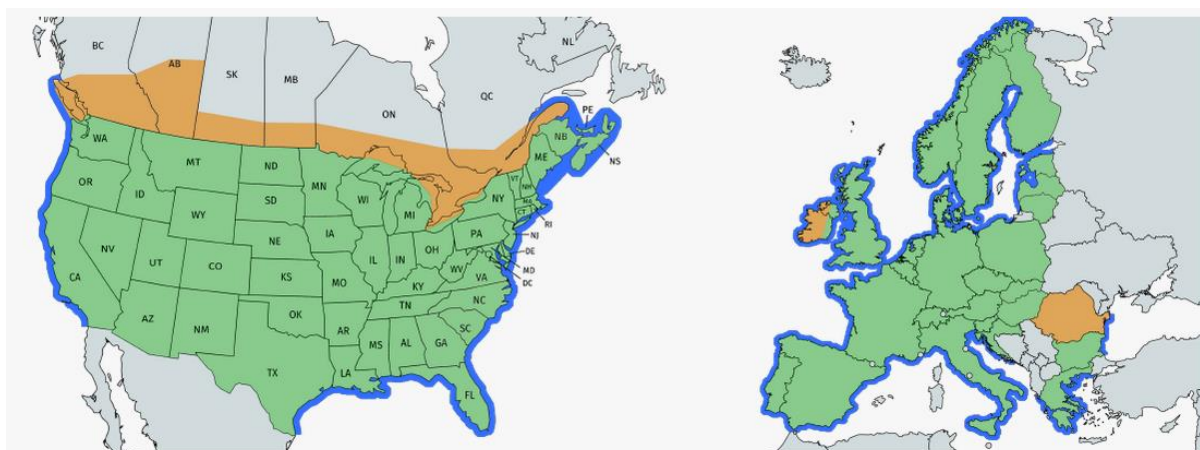 NL
BC
AB
SK
MB
ON
QC
PE
NB
NS
WA
MT
ND
ME
OR
ID
MN
VT
NH
SD
WI
NY
MA
WY
MI
CT
RI
IA
PA
NJ
NE
NV
OH
DE
UT
IL
IN
CO
WV
MD
CA
KS
MO
VA
DC
KY
NC
TN
OK
AZ
AR
SC
NM
MS
AL
GA
TX
LA
FL